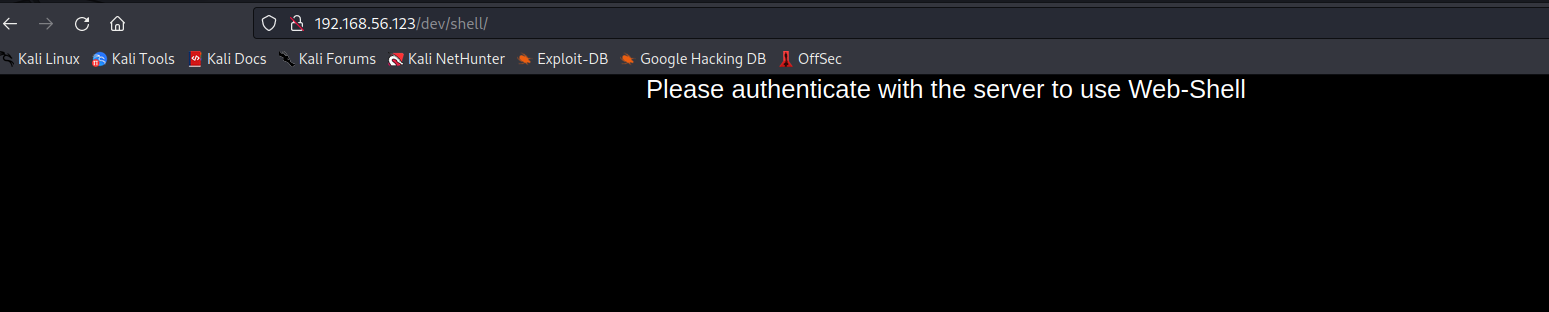 192.168.56.123/dev/shell/
Kali Linux Kali Tools Kali Docs Kali Forums Kali NetHunter Exploit-DB Google Hacking DB OffSec
Please authenticate with the server to use Web-Shell